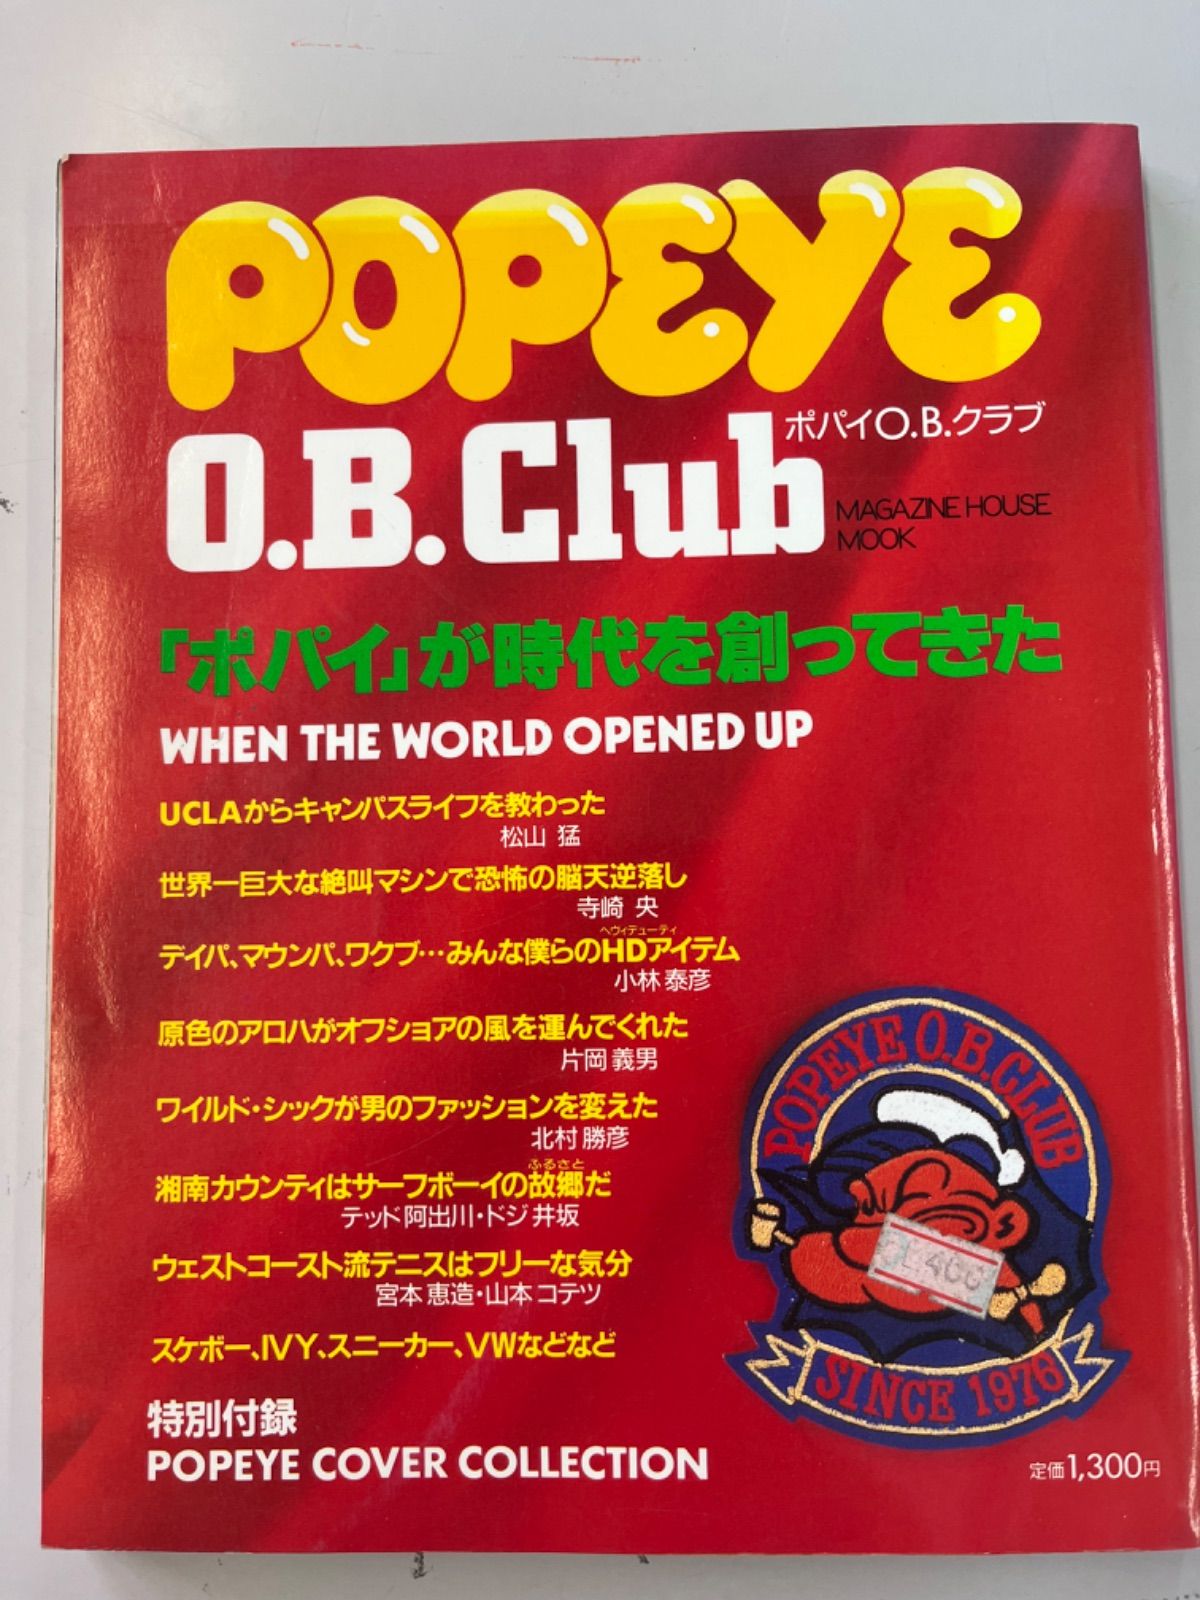 POPEYE
O.B.Club
ポパイO.B.クラブ
MAGAZINE HOUSE
MOOK
「ポパイ」が時代を創ってきた
WHEN THE WORLD OPENED UP
UCLAからキャンパスライフを教わった
松山 猛
世界一巨大な絶叫マシンで恐怖の脳天逆落し
寺崎 央
ヘヴィデューティ
デイパ、マウンパ、ワクブ…みんな僕らのHDアイテム
小林 泰彦
原色のアロハがオフショアの風を運んでくれた
片岡 義男
ワイルド・シックが男のファッションを変えた
北村 勝彦
ふるさと
湘南カウンティはサーフボーイの故郷だ
テッド阿出川・ドジ井坂
ウェストコースト流テニスはフリーな気分
宮本 恵造・山本 コテツ
スケボー、IVY、スニーカー、VWなどなど
特別付録
POPEYE COVER COLLECTION
POPEYE O.B.CLUB
400
SINCE 1976
定価1,300円